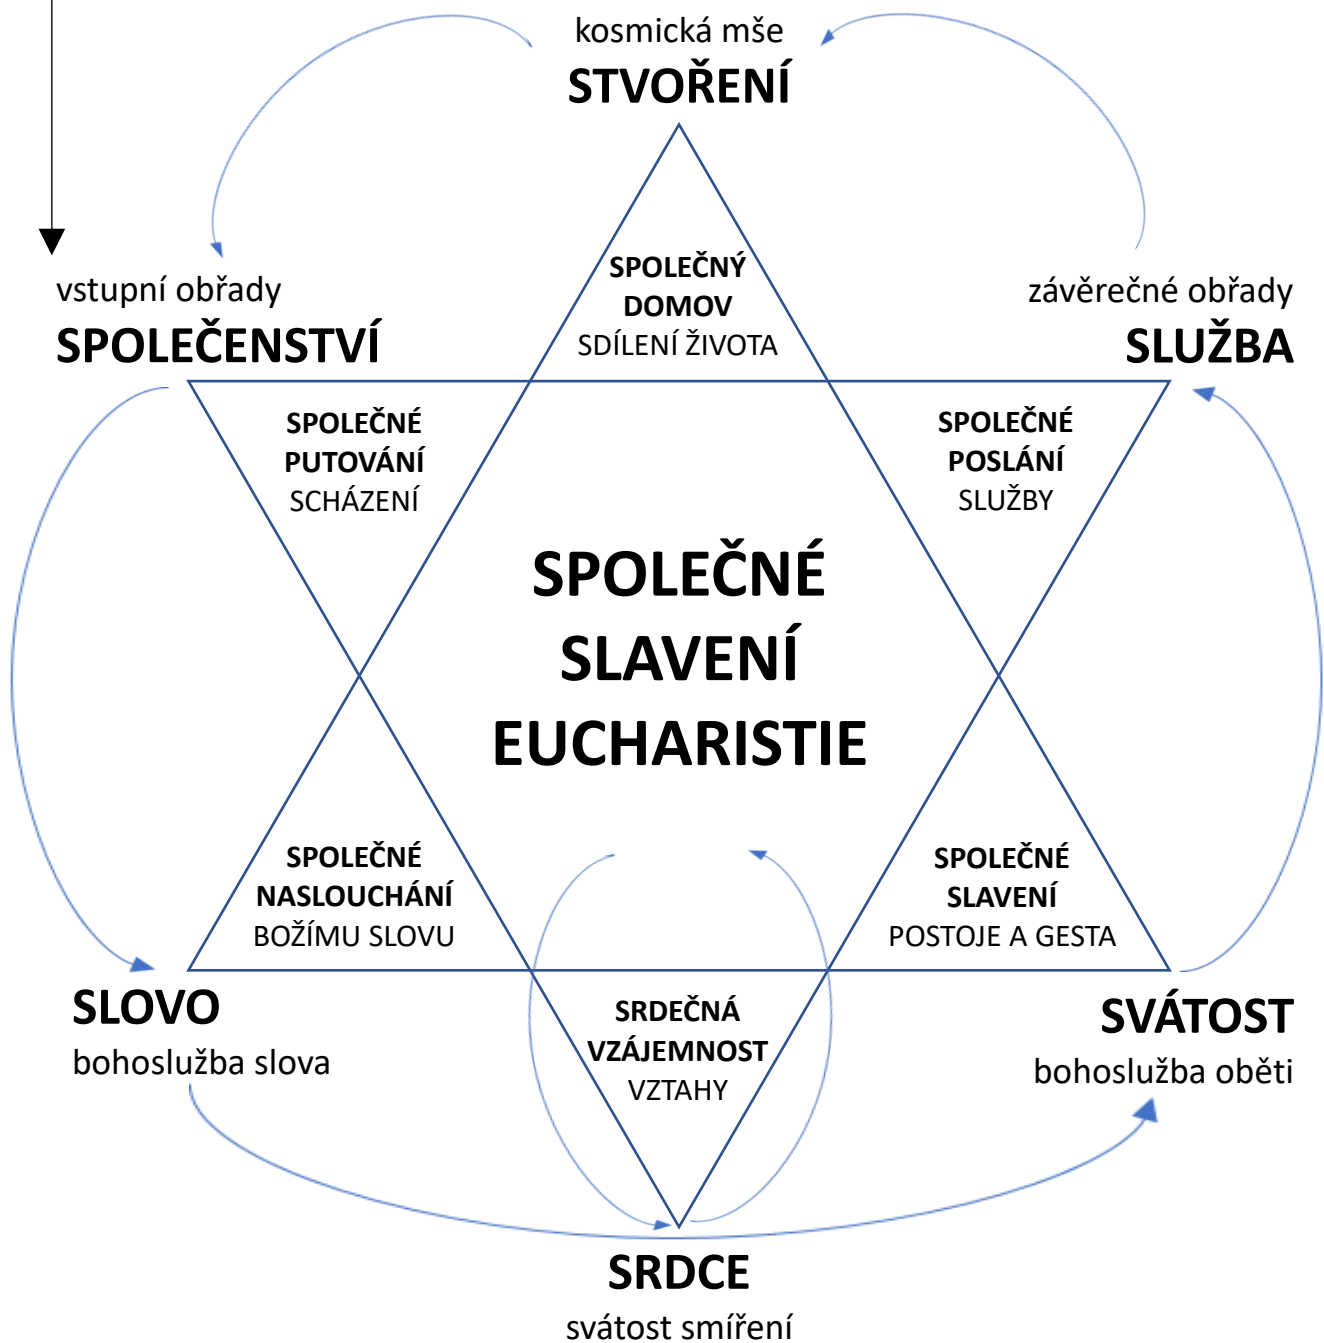 kosmická mše
STVOŘENÍ
vstupní obřady
SPOLEČENSTVÍ
SPOLEČNÝ
DOMOV
SDÍLENÍ ŽIVOTA
závěrečné obřady
SLUŽBA
SPOLEČNÉ
PUTOVÁNÍ
SCHÁZENÍ
SPOLEČNÉ
POSLÁNÍ
SLUŽBY
SPOLEČNÉ
SLAVENÍ
EUCHARISTIE
SPOLEČNÉ
NASLOUCHÁNÍ
BOŽÍMU SLOVU
SPOLEČNÉ
SLAVENÍ
POSTOJE A GESTA
SLOVO
bohoslužba slova
SRDEČNÁ
VZÁJEMNOST
VZTAHY
SVÁTOST
bohoslužba oběti
SRDCE
svátost smíření